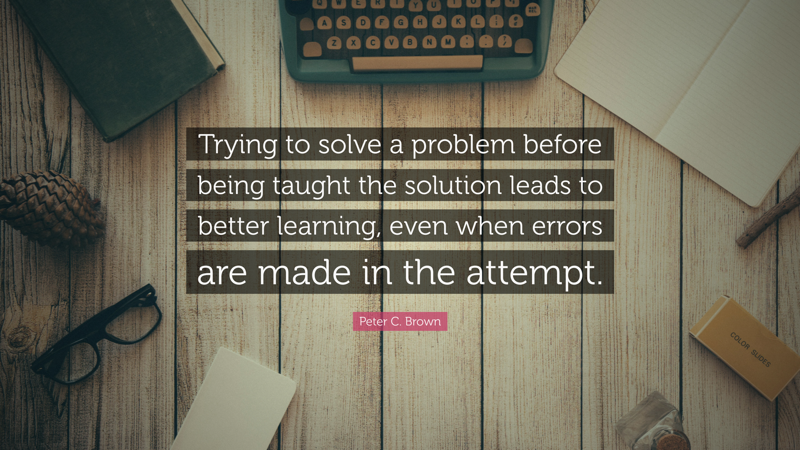 A S D F G H J K L
Z X C V B N M
Trying to solve a problem before
being taught the solution leads to
better learning, even when errors
are made in the attempt.
Peter C. Brown
COLOR SLIDES